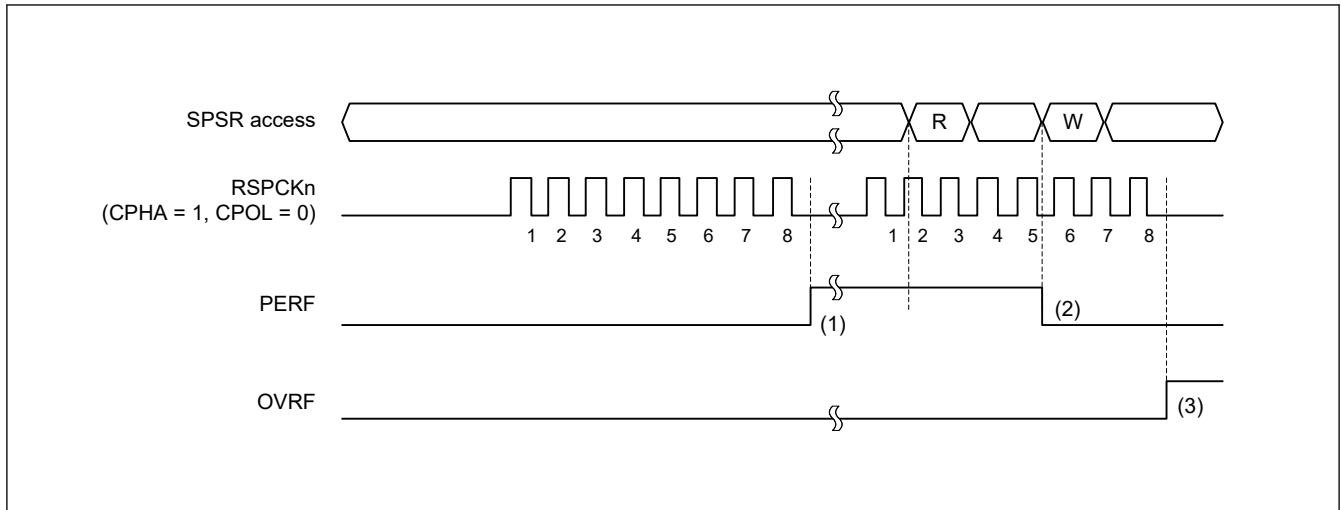 SPSR access
R
W
RSPCKn
(CPHA = 1, CPOL = 0)
1 2 3 4 5 6 7 8 1 2 3 4 5 6 7 8
PERF
(1)
(2)
OVRF
(3)